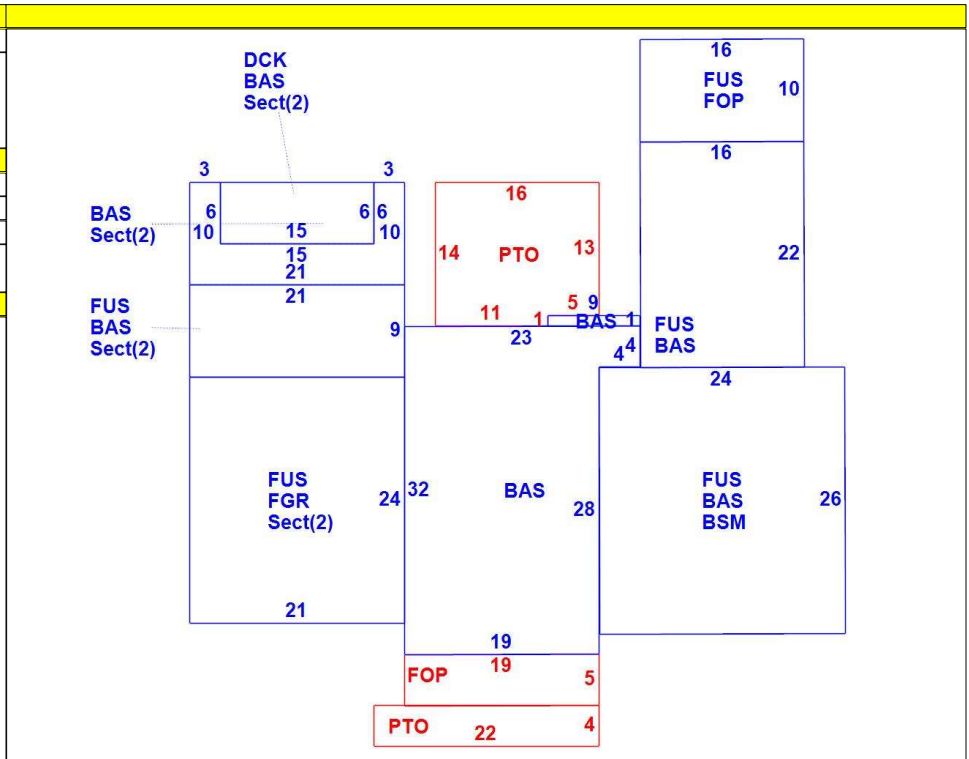 16
FUS
FOP
10
DCK
BAS
Sect(2)
16
3
3
6
6
6
16
BAS
Sect(2)
10
15
10
15
14
PTO
13
22
21
21
FUS
BAS
Sect(2)
9
11
1
5
9
BAS
1
23
4
4
FUS
BAS
24
FUS
FGR
Sect(2)
24
32
BAS
28
FUS
BAS
BSM
26
21
19
19
FOP
5
PTO
22
4